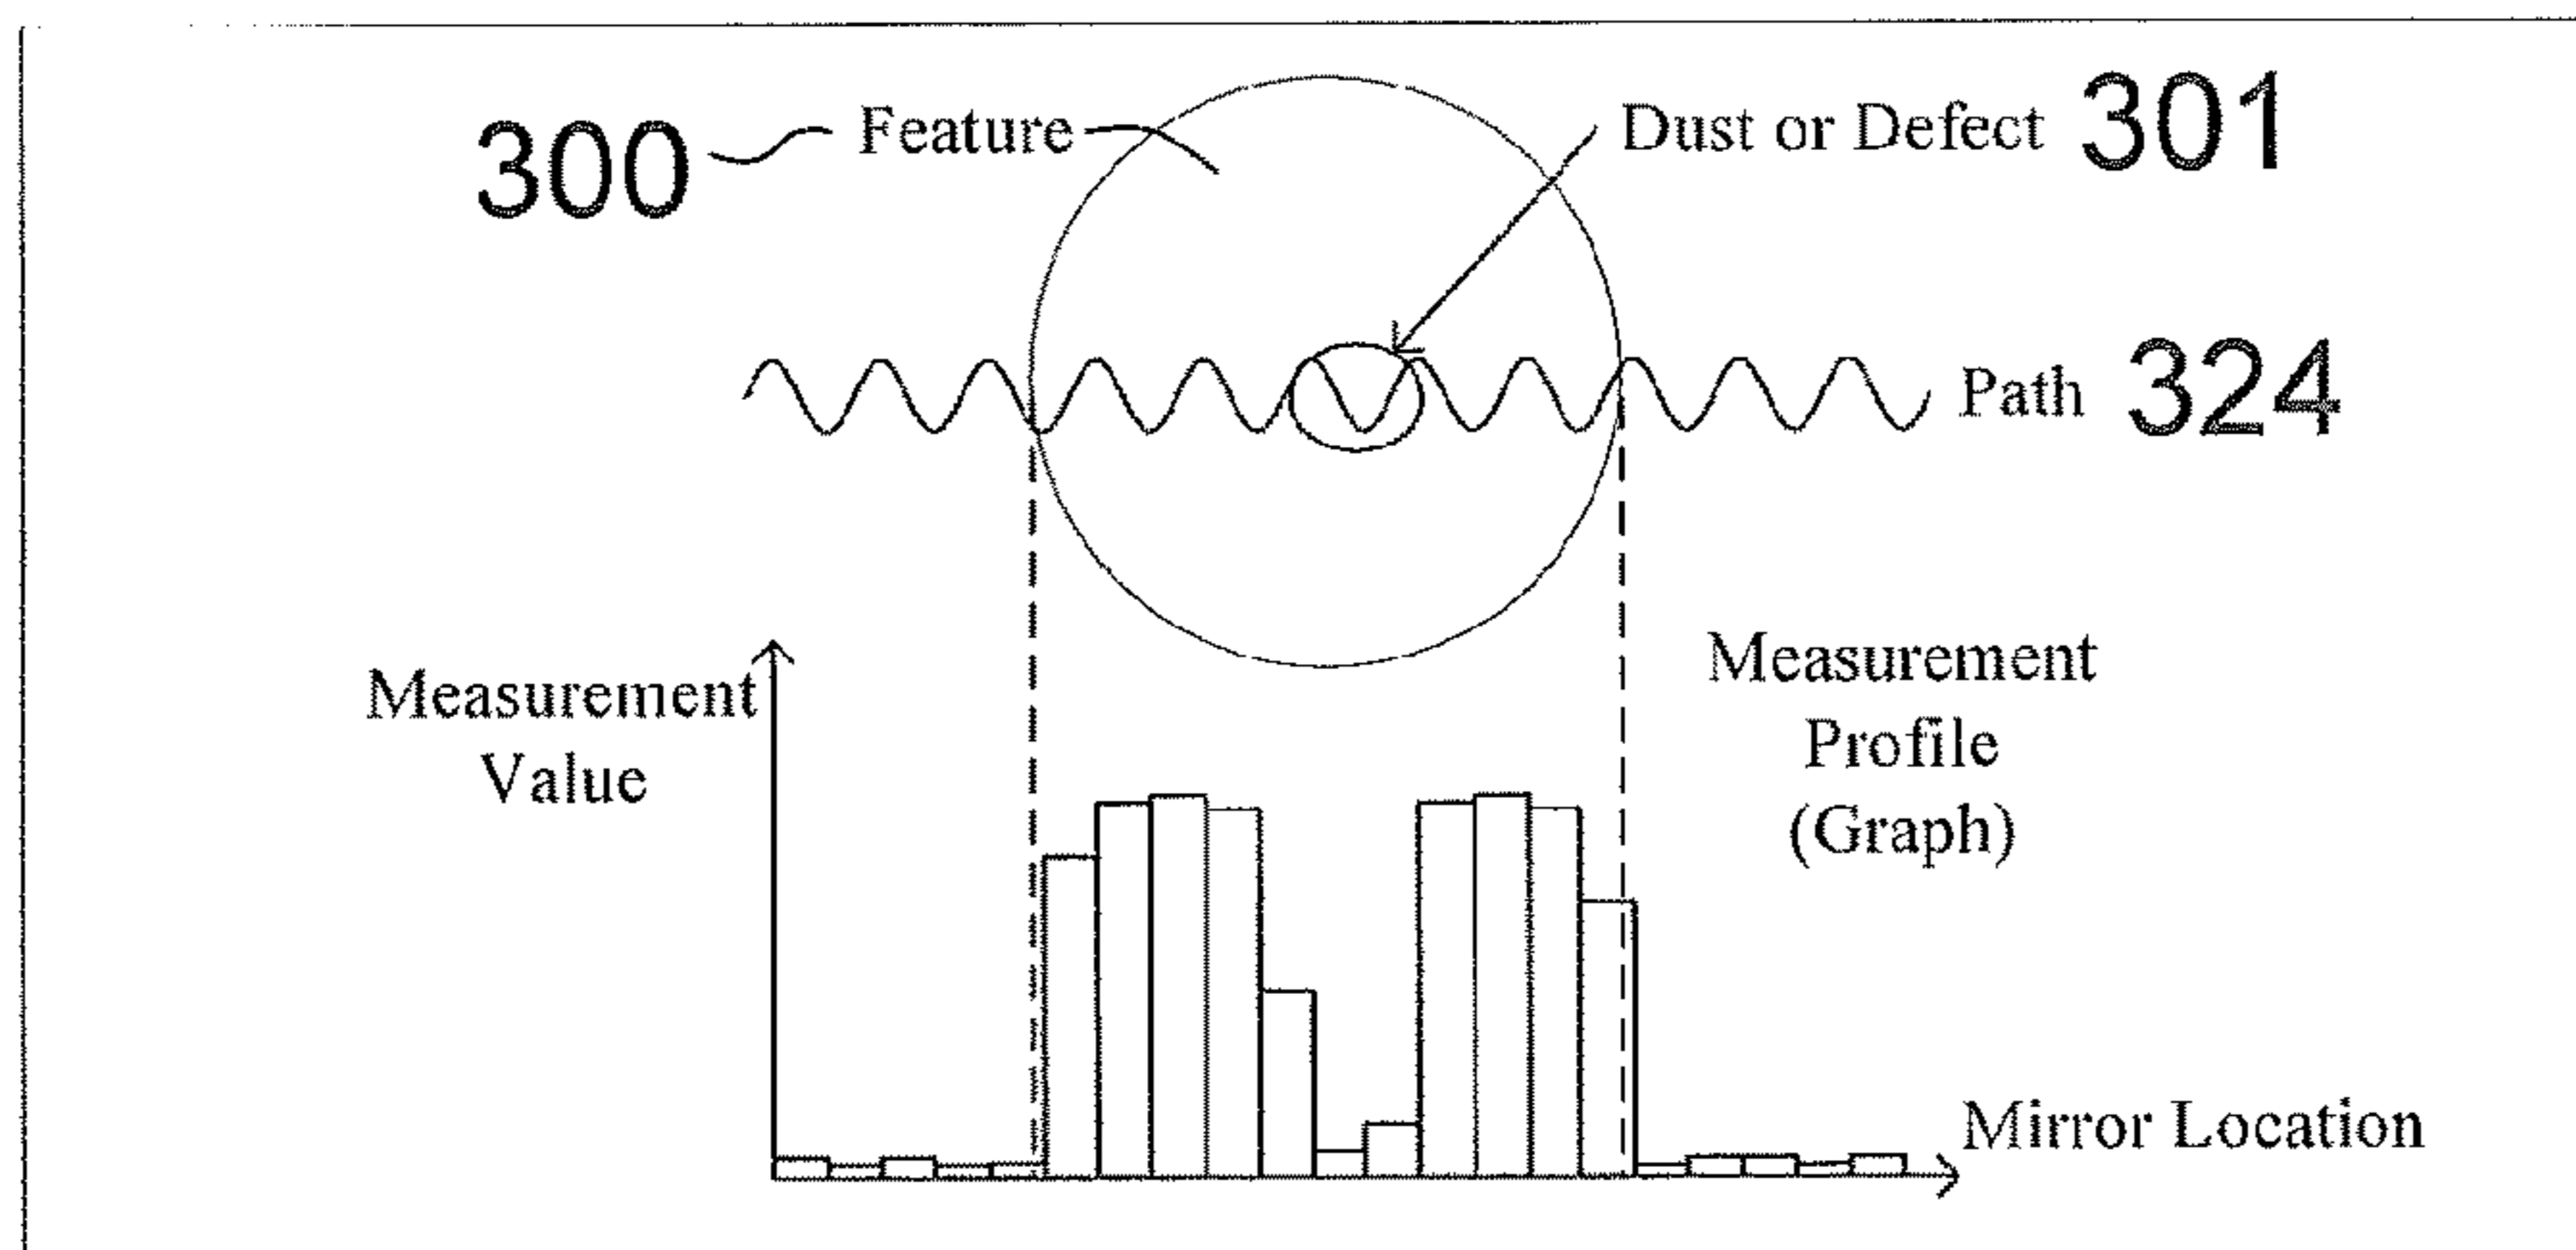 300 Feature
Dust or Defect 301
Path 324
Measurement
Value
Measurement
Profile
(Graph)
Mirror Location